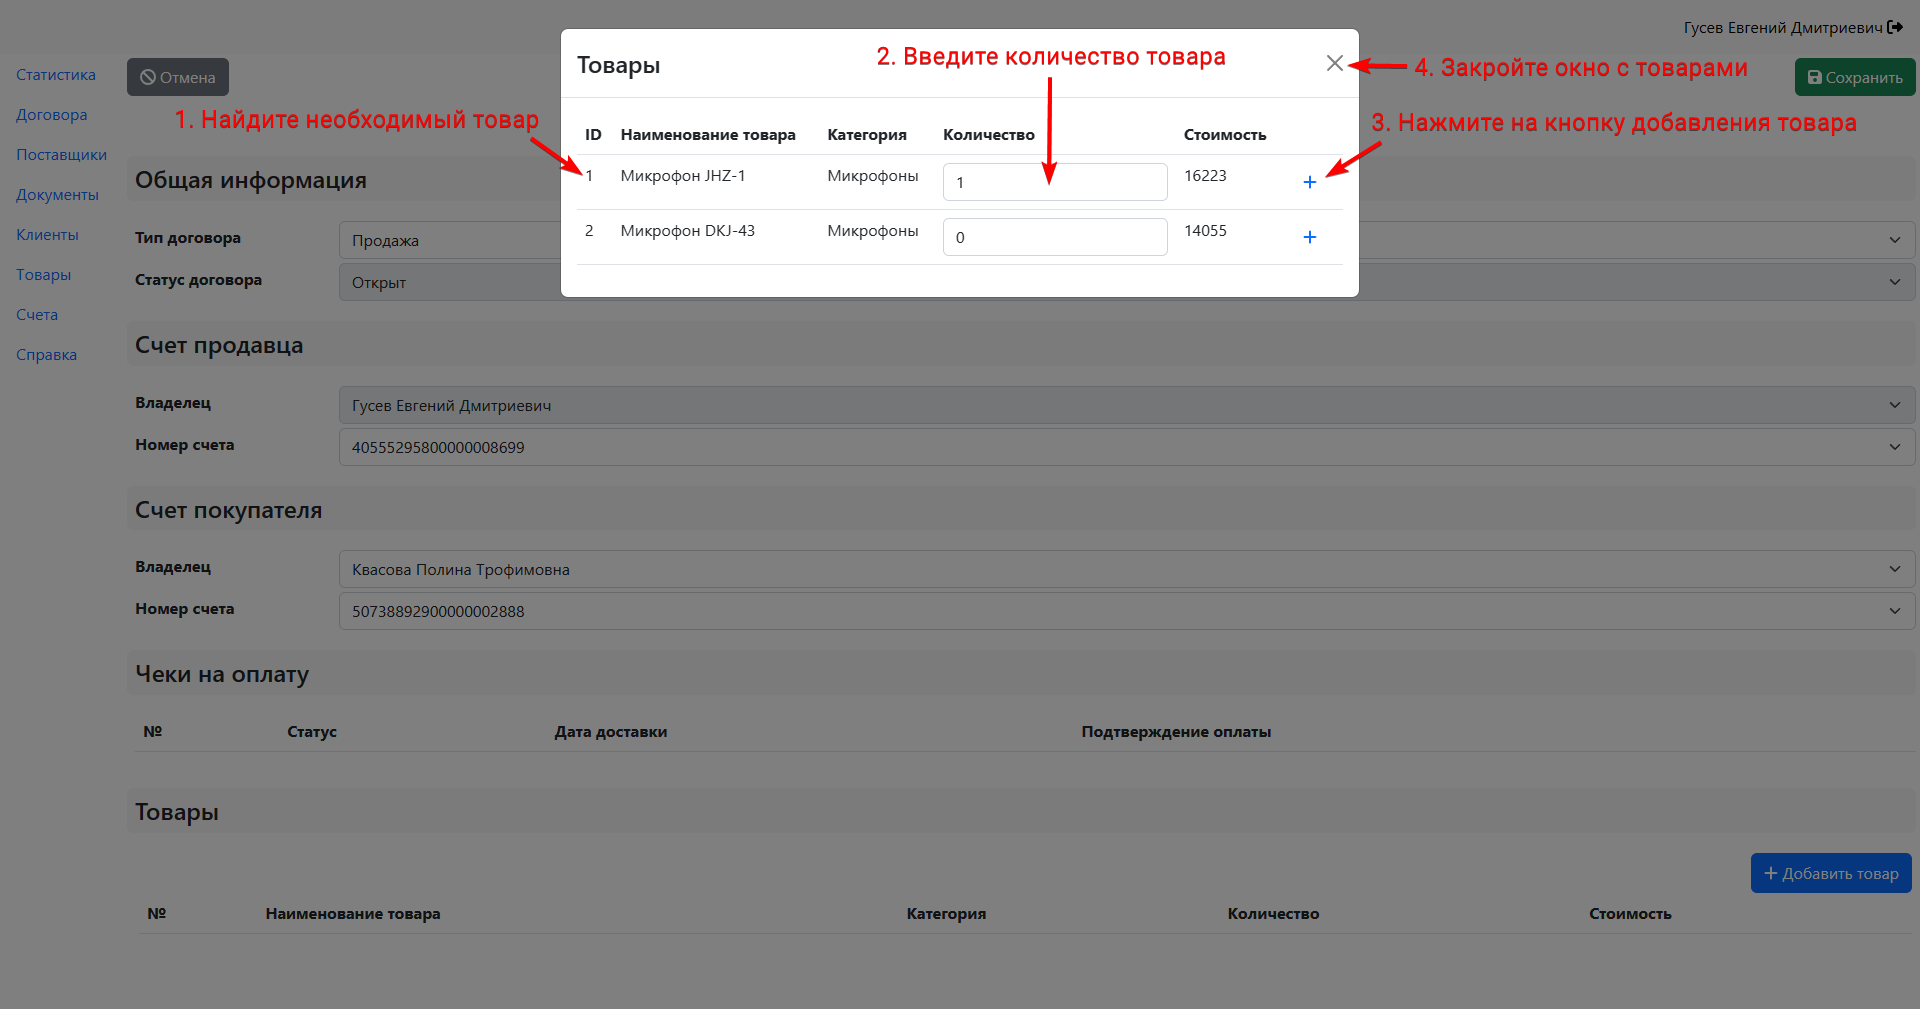 Гусев Евгений Дмитриевич
Статистика
Договора
Поставщики
Документы
Клиенты
Товары
Счета
Справка
Отмена
Сохранить
Товары
2. Введите количество товара
4. Закройте окно с товарами
1. Найдите необходимый товар
3. Нажмите на кнопку добавления товара
ID Наименование товара Категория Количество Стоимость
1 Микрофон JHZ-1 Микрофоны 1 16223 +
2 Микрофон DKJ-43 Микрофоны 0 14055 +
Общая информация
Тип договора Продажа
Статус договора Открыт
Счет продавца
Владелец Гусев Евгений Дмитриевич
Номер счета 40555295800000008699
Счет покупателя
Владелец Квасова Полина Трофимовна
Номер счета 50738892900000002888
Чеки на оплату
№ Статус Дата доставки Подтверждение оплаты
Товары
+ Добавить товар
№ Наименование товара Категория Количество Стоимость